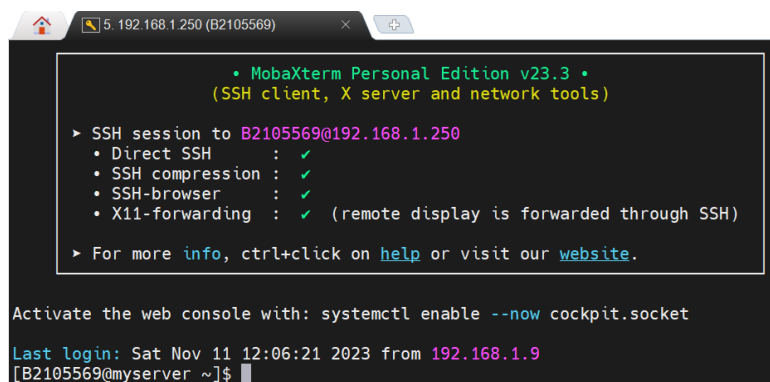 5. 192.168.1.250 (B2105569)
• MobaXterm Personal Edition v23.3 •
(SSH client, X server and network tools)
➤ SSH session to B2105569@192.168.1.250
• Direct SSH : ✔
• SSH compression : ✔
• SSH-browser : ✔
• X11-forwarding : ✔ (remote display is forwarded through SSH)
➤ For more info, ctrl+click on help or visit our website.
Activate the web console with: systemctl enable --now cockpit.socket
Last login: Sat Nov 11 12:06:21 2023 from 192.168.1.9
[B2105569@myserver ~]$